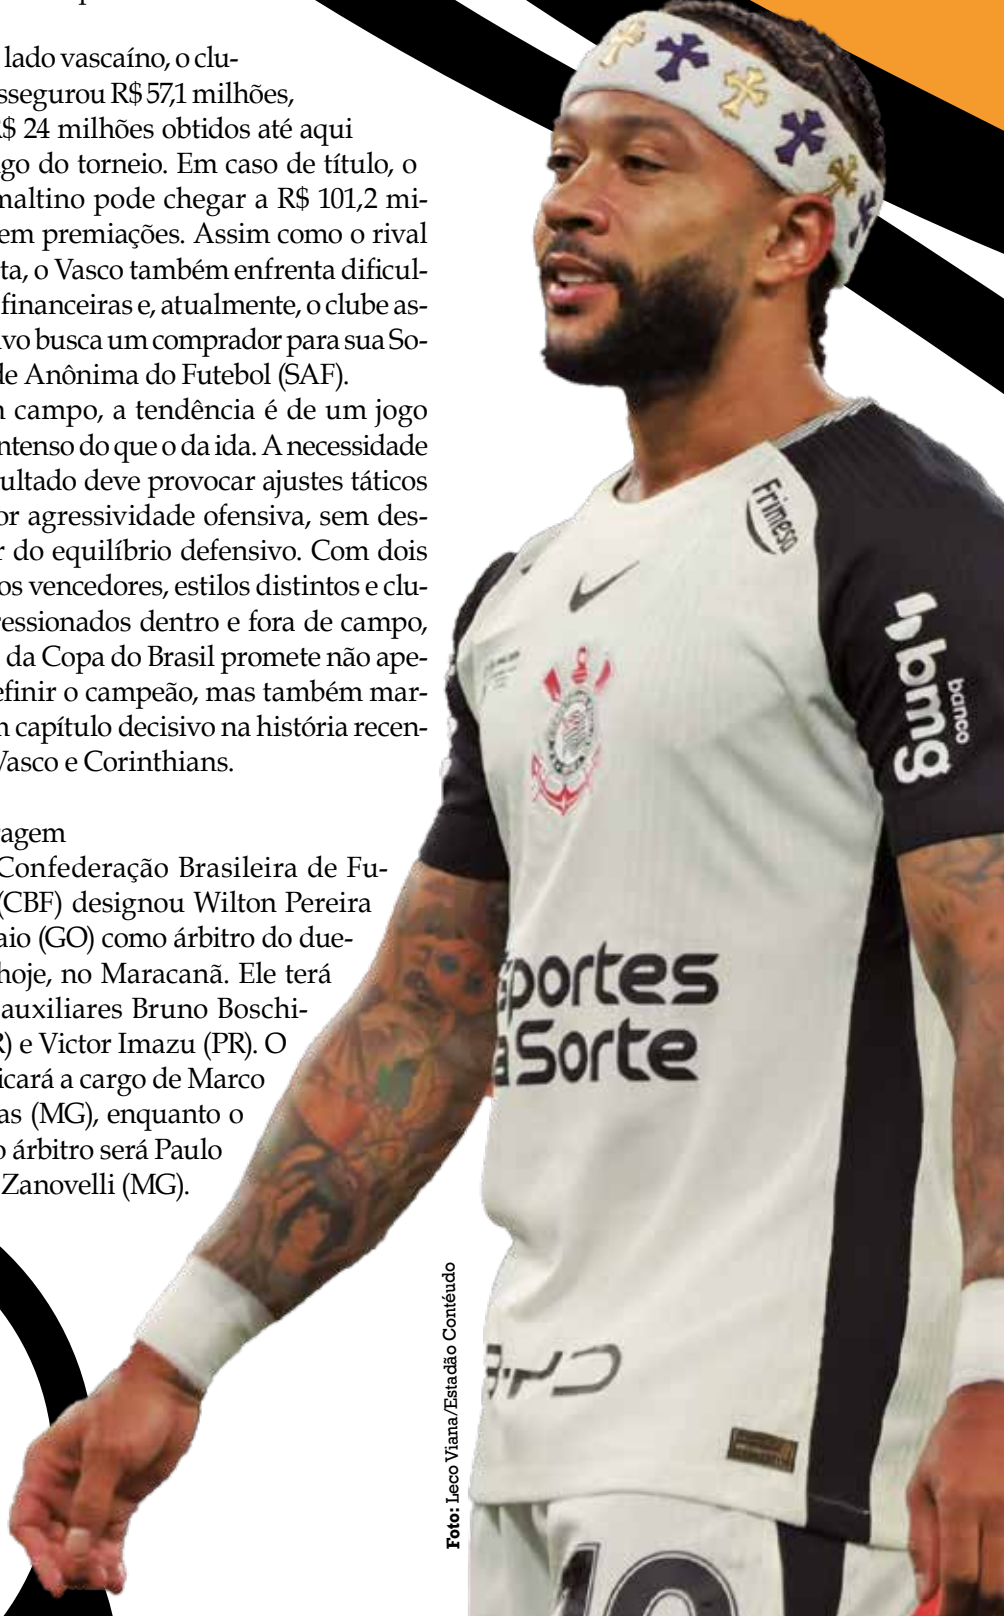 lado vascaíno, o clu-
ssegurou R$ 57,1 milhões,
$ 24 milhões obtidos até aqui
go do torneio. Em caso de título, o
maltino pode chegar a R$ 101,2 mi-
em premiações. Assim como o rival
ta, o Vasco também enfrenta dificul-
financeiras e, atualmente, o clube as-
vo busca um comprador para sua So-
de Anônima do Futebol (SAF).
campo, a tendência é de um jogo
ntenso do que o da ida. A necessidade
ultado deve provocar ajustes táticos
or agressividade ofensiva, sem des-
r do equilíbrio defensivo. Com dois
os vencedores, estilos distintos e clu-
ressionados dentro e fora de campo,
da Copa do Brasil promete não ape-
efinir o campeão, mas também mar-
capítulo decisivo na história recen-
Vasco e Corinthians.
agem
Confederação Brasileira de Fu-
(CBF) designou Wilton Pereira
aio (GO) como árbitro do due-
hoje, no Maracanã. Ele terá
auxiliares Bruno Boschi-
R) e Victor Imazu (PR). O
icará a cargo de Marco
as (MG), enquanto o
o árbitro será Paulo
Zanovelli (MG).
Foto: Leco Viana/Estadão Contéudo
Frimesa
banco
bmg
portes
a Sorte
BYD
10